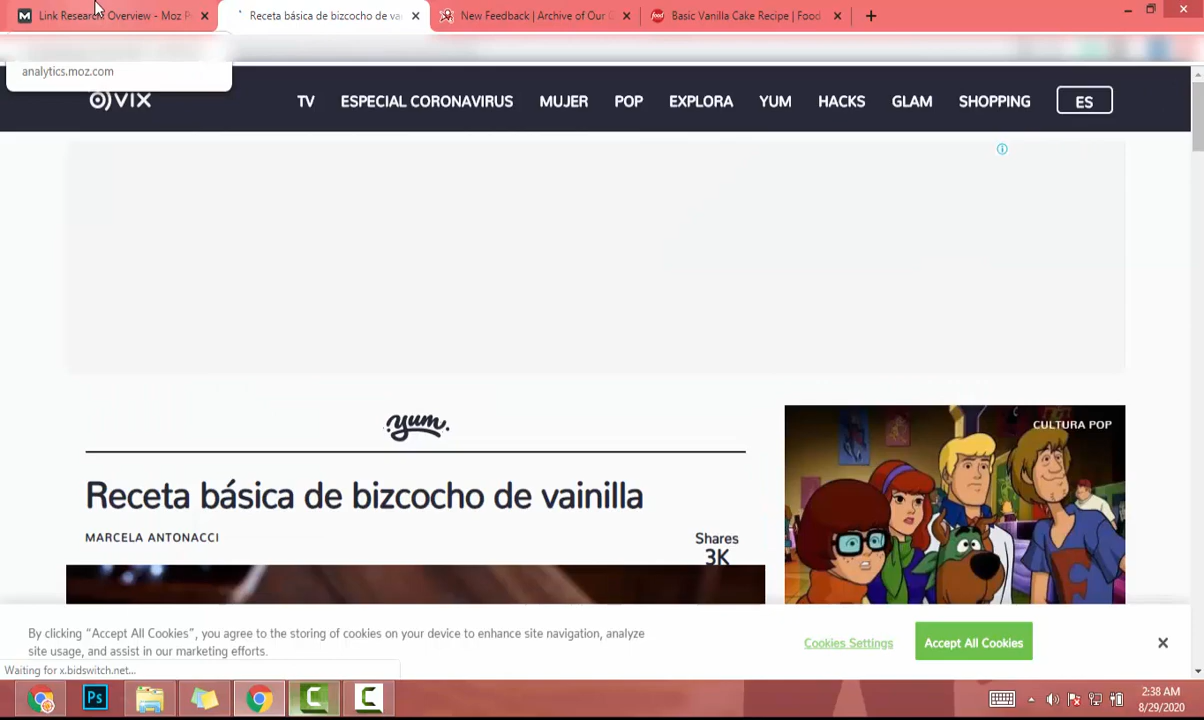 Link Research Overview - Moz P
Receta básica de bizcocho de va
New Feedback | Archive of Our
Basic Vanilla Cake Recipe | Food
analytics.moz.com
VIX
TV ESPECIAL CORONAVIRUS MUJER POP EXPLORA YUM HACKS GLAM SHOPPING ES
yum.
CULTURA POP
Receta básica de bizcocho de vainilla
MARCELA ANTONACCI
Shares
3K
By clicking “Accept All Cookies”, you agree to the storing of cookies on your device to enhance site navigation, analyze
site usage, and assist in our marketing efforts.
Cookies Settings
Accept All Cookies
Waiting for x.bidswitch.net...
Ps
2:38 AM
8/29/2020